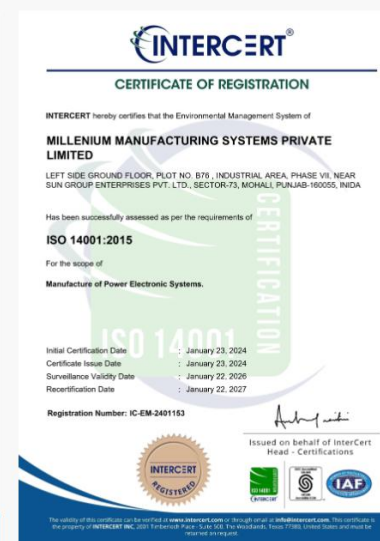 INTERCERT®
CERTIFICATE OF REGISTRATION
INTERCERT hereby certifies that the Environmental Management System of
MILLENIUM MANUFACTURING SYSTEMS PRIVATE
LIMITED
LEFT SIDE GROUND FLOOR, PLOT NO. B76 , INDUSTRIAL AREA, PHASE VII, NEAR
SUN GROUP ENTERPRISES PVT. LTD., SECTOR-73, MOHALI, PUNJAB-160055, INIDA
Has been successfully assessed as per the requirements of
ISO 14001:2015
For the scope of
Manufacture of Power Electronic Systems.
CERTIFICATION
ISO 14001
Initial Certification Date : January 23, 2024
Certificate Issue Date : January 23, 2024
Surveillance Validity Date : January 22, 2026
Recertification Date : January 22, 2027
Registration Number: IC-EM-2401153
Issued on behalf of InterCert
Head - Certifications
INTERCERT
REGISTERED
IAF
The validity of this certificate can be verified at www.intercert.com or through email at info@intercert.com. This certificate is
the property of INTERCERT INC, 2001 Timberloch Place - Suite 500, The Woodlands, Texas 77380, United States and must be
returned on request.